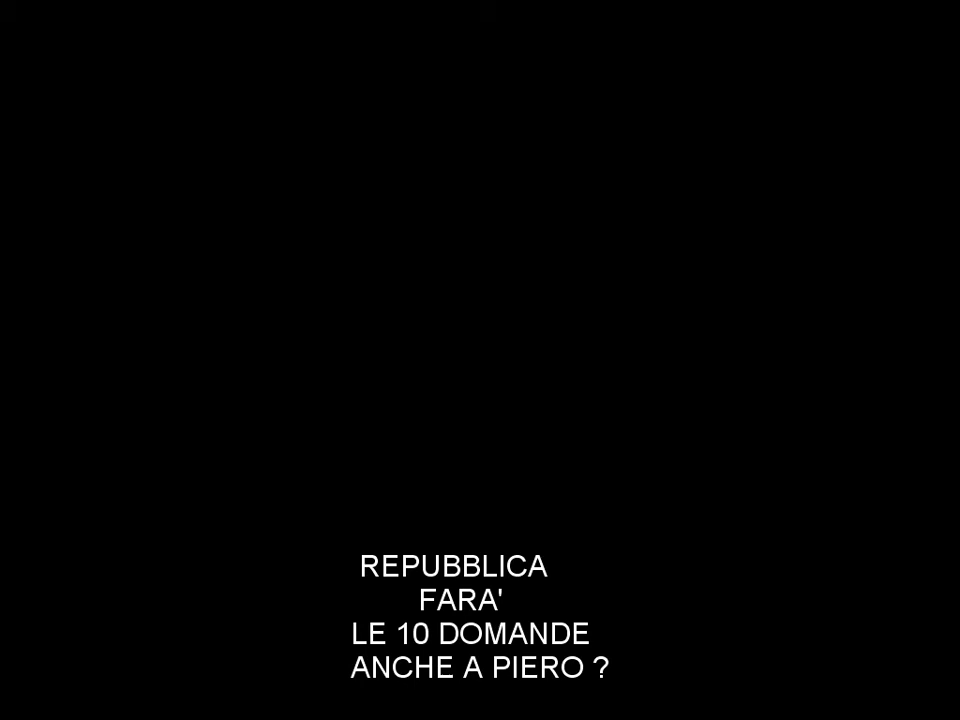 REPUBBLICA
FARA'
LE 10 DOMANDE
ANCHE A PIERO ?